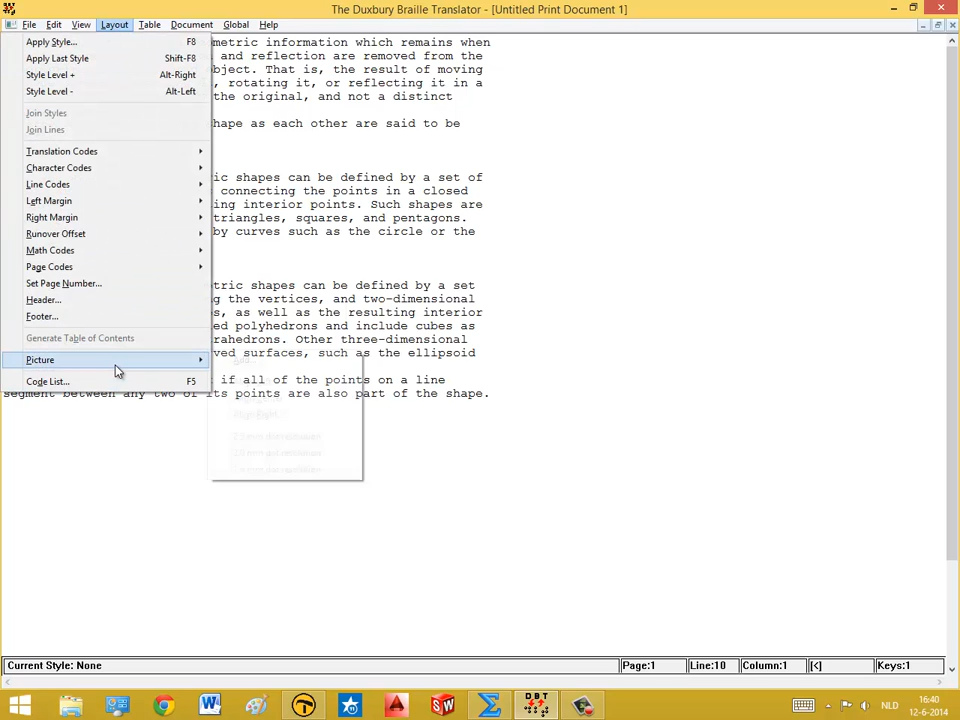 The Duxbury Braille Translator - [Untitled Print Document 1]
File Edit View Layout Table Document Global Help
Apply Style... F8
Apply Last Style Shift-F8
Style Level + Alt-Right
Style Level - Alt-Left
Join Styles
Join Lines
Translation Codes
Character Codes
Line Codes
Left Margin
Right Margin
Runover Offset
Math Codes
Page Codes
Set Page Number...
Header...
Footer...
Generate Table of Contents
Picture
Code List... F5
metric information which remains when
and reflection are removed from the
object. That is, the result of moving
, rotating it, or reflecting it in a
the original, and not a distinct
shape as each other are said to be
ic shapes can be defined by a set of
connecting the points in a closed
ing interior points. Such shapes are
triangles, squares, and pentagons.
by curves such as the circle or the
tric shapes can be defined by a set
g the vertices, and two-dimensional
s, as well as the resulting interior
d polyhedrons and include cubes as
rahedrons. Other three-dimensional
ved surfaces, such as the ellipsoid
if all of the points on a line
segment between any two of its points are also part of the shape.
Add...
Align Right
Current Style: None Page:1 Line:10 Column:1 [<] Keys:1
W DBT SW NLD 16:40
12-6-2014